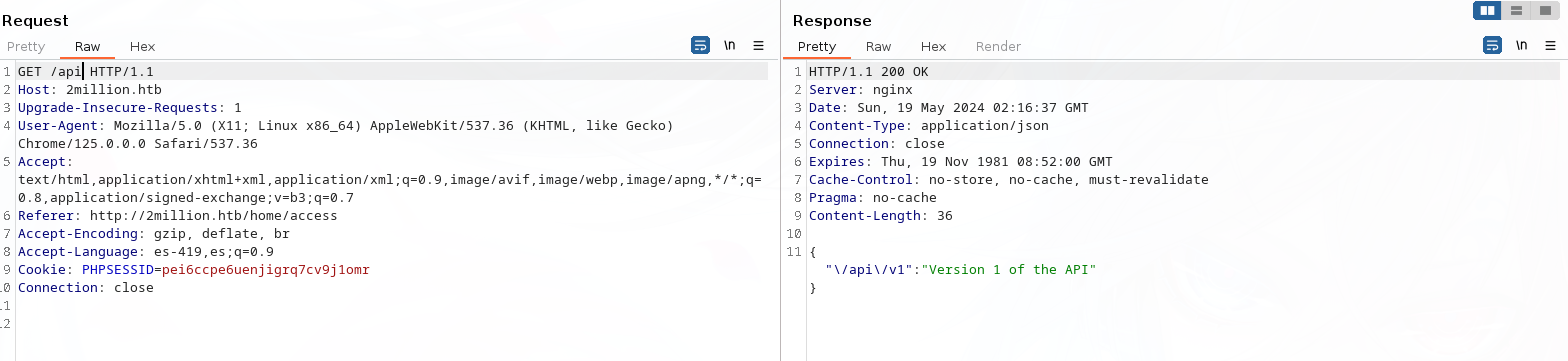 Request
Pretty Raw Hex
\n
1 GET /api HTTP/1.1
2 Host: 2million.htb
3 Upgrade-Insecure-Requests: 1
4 User-Agent: Mozilla/5.0 (X11; Linux x86_64) AppleWebKit/537.36 (KHTML, like Gecko)
Chrome/125.0.0.0 Safari/537.36
5 Accept:
text/html,application/xhtml+xml,application/xml;q=0.9,image/avif,image/webp,image/apng,*/*;q=
0.8,application/signed-exchange;v=b3;q=0.7
6 Referer: http://2million.htb/home/access
7 Accept-Encoding: gzip, deflate, br
8 Accept-Language: es-419,es;q=0.9
9 Cookie: PHPSESSID=pei6ccpe6uenjigrq7cv9j1omr
10 Connection: close
11
12
Response
Pretty Raw Hex Render
\n
1 HTTP/1.1 200 OK
2 Server: nginx
3 Date: Sun, 19 May 2024 02:16:37 GMT
4 Content-Type: application/json
5 Connection: close
6 Expires: Thu, 19 Nov 1981 08:52:00 GMT
7 Cache-Control: no-store, no-cache, must-revalidate
8 Pragma: no-cache
9 Content-Length: 36
10
11 {
"\/api\/v1":"Version 1 of the API"
}